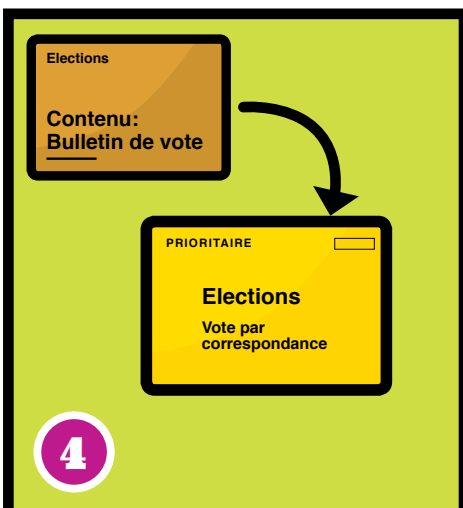 Elections
Contenu:
Bulletin de vote
PRIORITAIRE
Elections
Vote par
correspondance
4